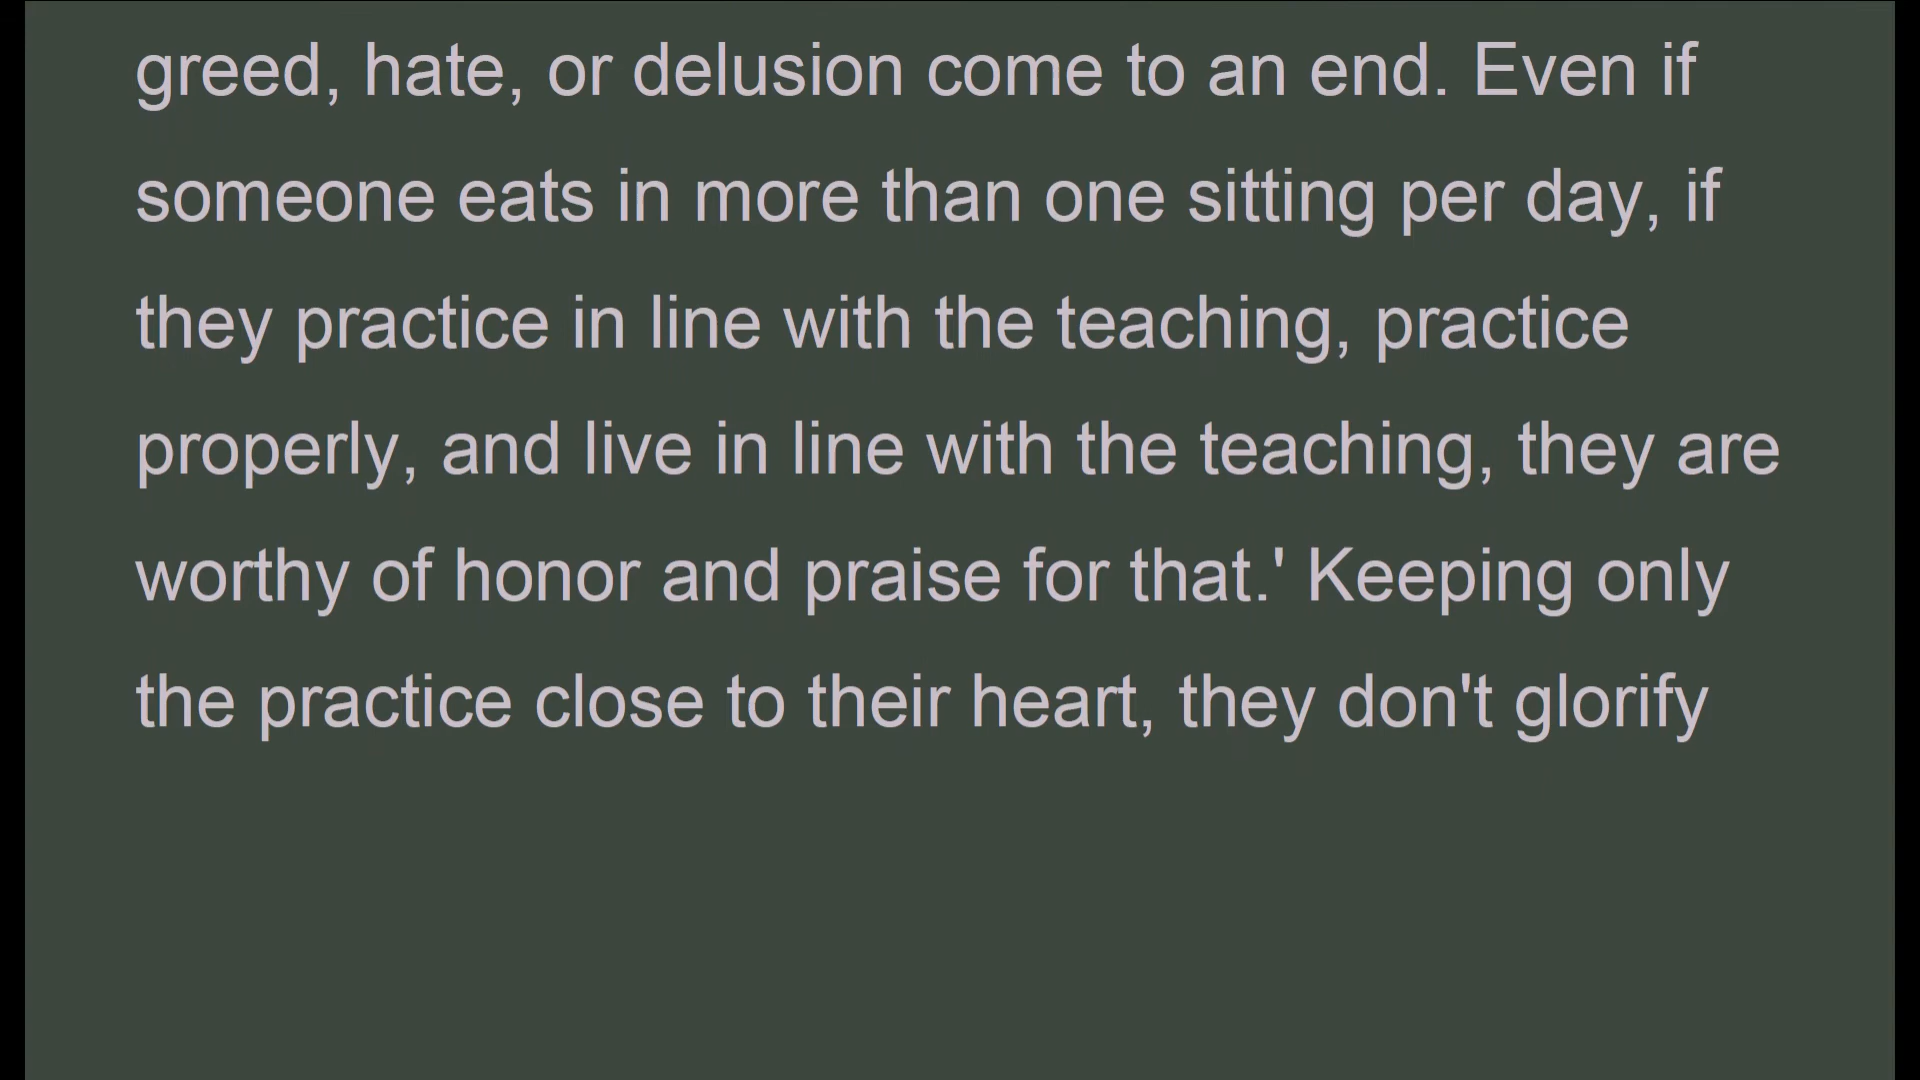 greed, hate, or delusion come to an end. Even if
someone eats in more than one sitting per day, if
they practice in line with the teaching, practice
properly, and live in line with the teaching, they are
worthy of honor and praise for that.' Keeping only
the practice close to their heart, they don't glorify